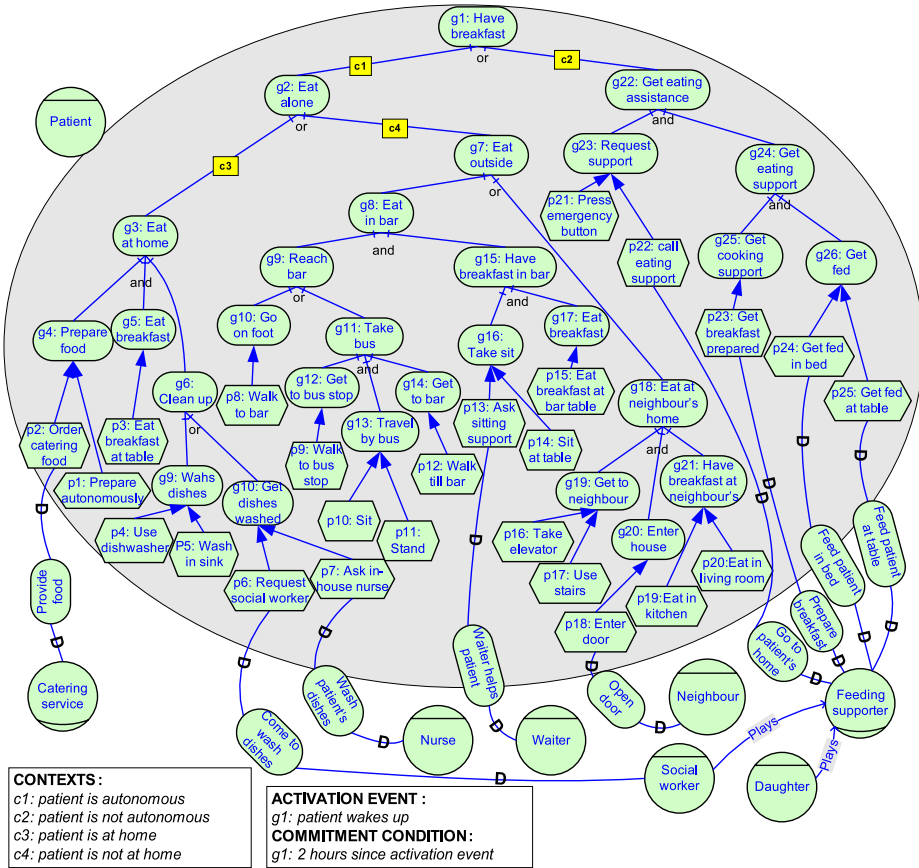 g1: Have
breakfast
or
c1
c2
g2: Eat
alone
or
g22: Get eating
assistance
and
Patient
c4
c3
g7: Eat
outside
or
g23: Request
support
g24: Get
eating
support
and
p21: Press
emergency
button
g8: Eat
in bar
and
g3: Eat
at home
and
p22: call
eating
support
g25: Get
cooking
support
g26: Get
fed
g9: Reach
bar
or
g15: Have
breakfast in bar
and
g10: Go
on foot
g11: Take
bus
and
g16:
Take sit
g17: Eat
breakfast
g4: Prepare
food
g5: Eat
breakfast
p23: Get
breakfast
prepared
p24: Get fed
in bed
p25: Get fed
at table
g6:
Clean up
or
p8: Walk
to bar
g12: Get
to bus stop
g14: Get
to bar
p15: Eat
breakfast at
bar table
g18: Eat at
neighbour's
home
and
p2: Order
catering
food
p3: Eat
breakfast
at table
g13: Travel
by bus
p13: Ask
sitting
support
p14: Sit
at table
p9: Walk
to bus
stop
p12: Walk
till bar
p1: Prepare
autonomously
g9: Wahs
dishes
g10: Get
dishes
washed
g19: Get to
neighbour
g21: Have
breakfast at
neighbour's
p4: Use
dishwasher
P5: Wash
in sink
p10: Sit
p11:
Stand
p16: Take
elevator
g20: Enter
house
p20:Eat in
living room
p6: Request
social worker
p7: Ask in-
house nurse
p17: Use
stairs
p19:Eat in
kitchen
p18: Enter
door
D
D
D
D
D
D
D
D
D
Provide
food
D
Feed patient
in bed
Feed patient
at table
Prepare
breakfast
Go to
patient's
home
D
D
D
D
Waiter helps
patient
D
Wash
patient's
dishes
D
Open
door
D
Come to
wash
dishes
D
Catering
service
Nurse
Waiter
Neighbour
Feeding
supporter
Social
worker
Plays
Daughter
Plays
CONTEXTS:
c1: patient is autonomous
c2: patient is not autonomous
c3: patient is at home
c4: patient is not at home
ACTIVATION EVENT :
g1: patient wakes up
COMMITMENT CONDITION:
g1: 2 hours since activation event